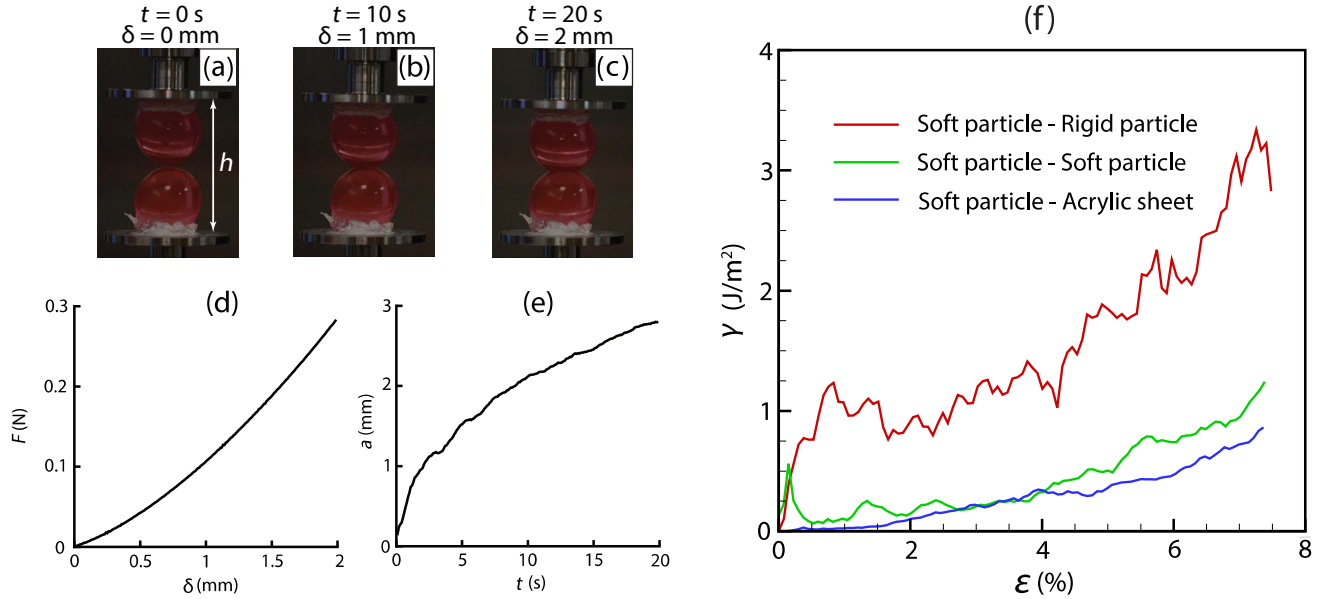 t = 0 s
δ = 0 mm
(a)
h
t = 10 s
δ = 1 mm
(b)
t = 20 s
δ = 2 mm
(c)
(d)
0.3
0.2
0.1
0
F (N)
0 0.5 1 1.5 2
δ (mm)
(e)
3
2
1
0
a (mm)
0 5 10 15 20
t (s)
(f)
4
3
2
1
0
γ (J/m²)
Soft particle - Rigid particle
Soft particle - Soft particle
Soft particle - Acrylic sheet
0 2 4 6 8
ε (%)